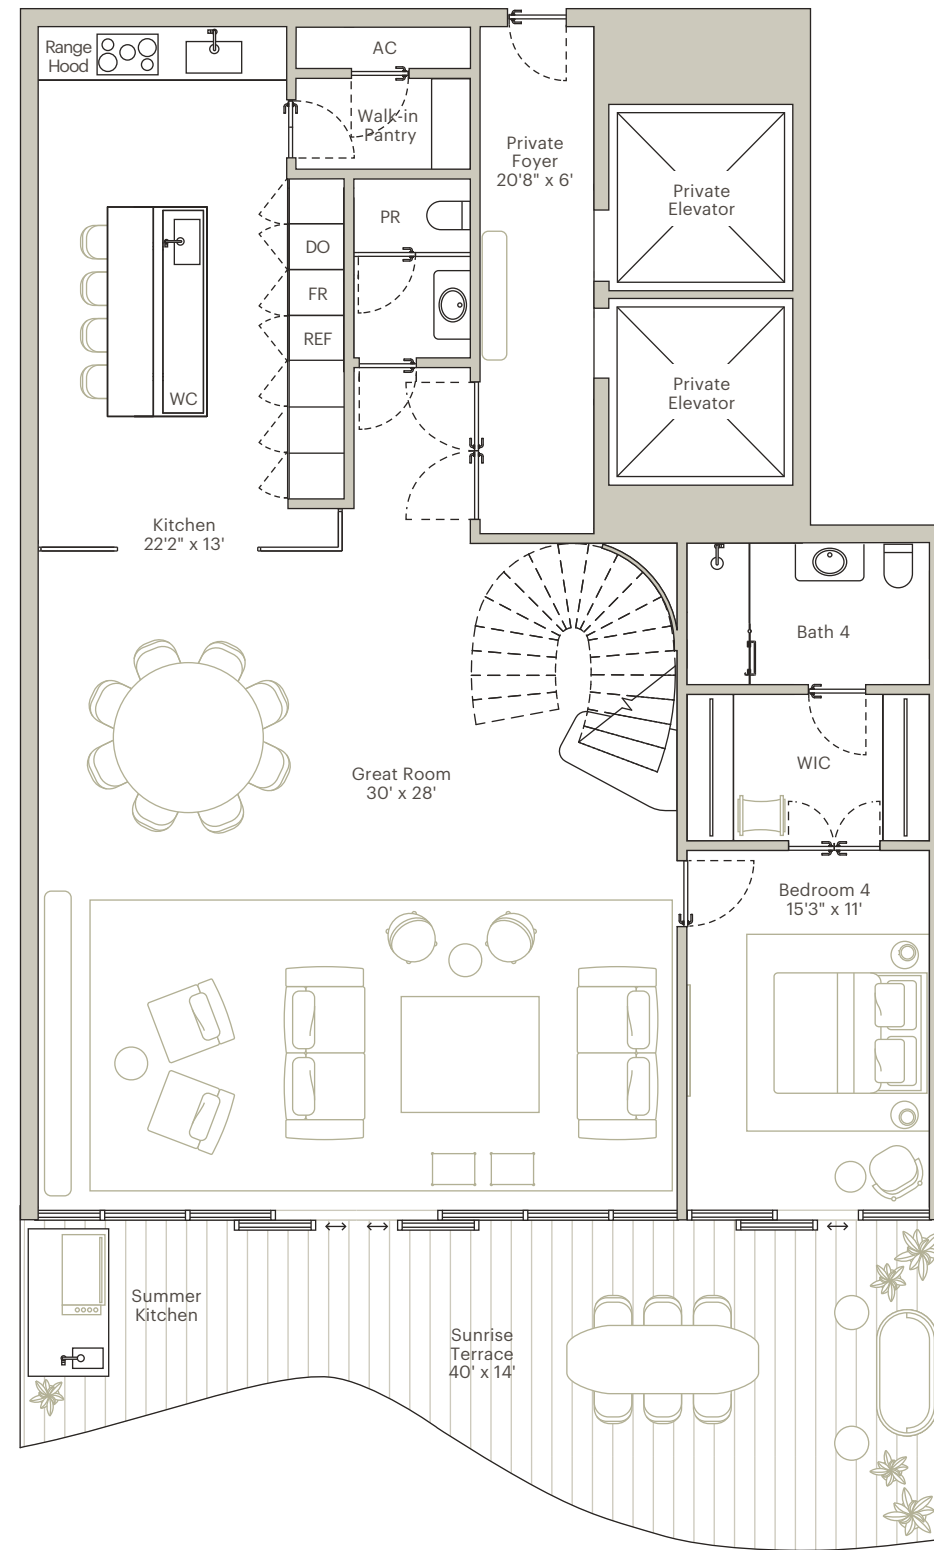 Range
Hood
AC
Walk-in
Pantry
Private
Foyer
20'8" x 6'
Private
Elevator
PR
DO
FR
REF
WC
Private
Elevator
Kitchen
22'2" x 13'
Bath 4
WIC
Great Room
30' x 28'
Bedroom 4
15'3" x 11'
Summer
Kitchen
Sunrise
Terrace
40' x 14'